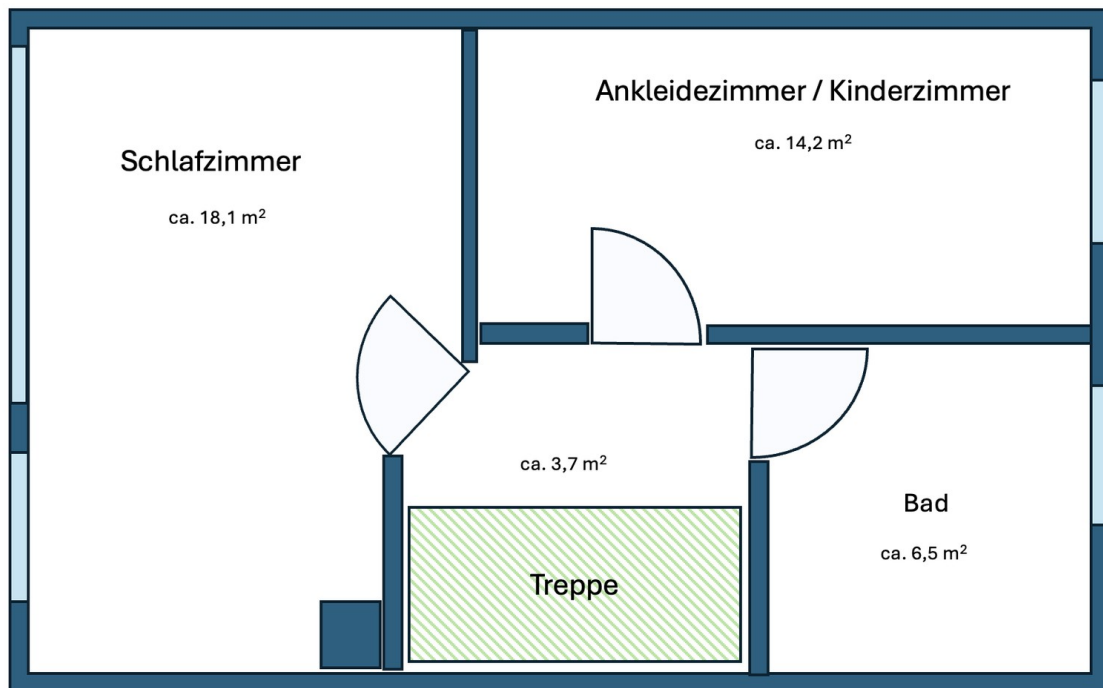 Schlafzimmer
ca. 18,1 m²
Ankleidezimmer / Kinderzimmer
ca. 14,2 m²
ca. 3,7 m²
Treppe
Bad
ca. 6,5 m²